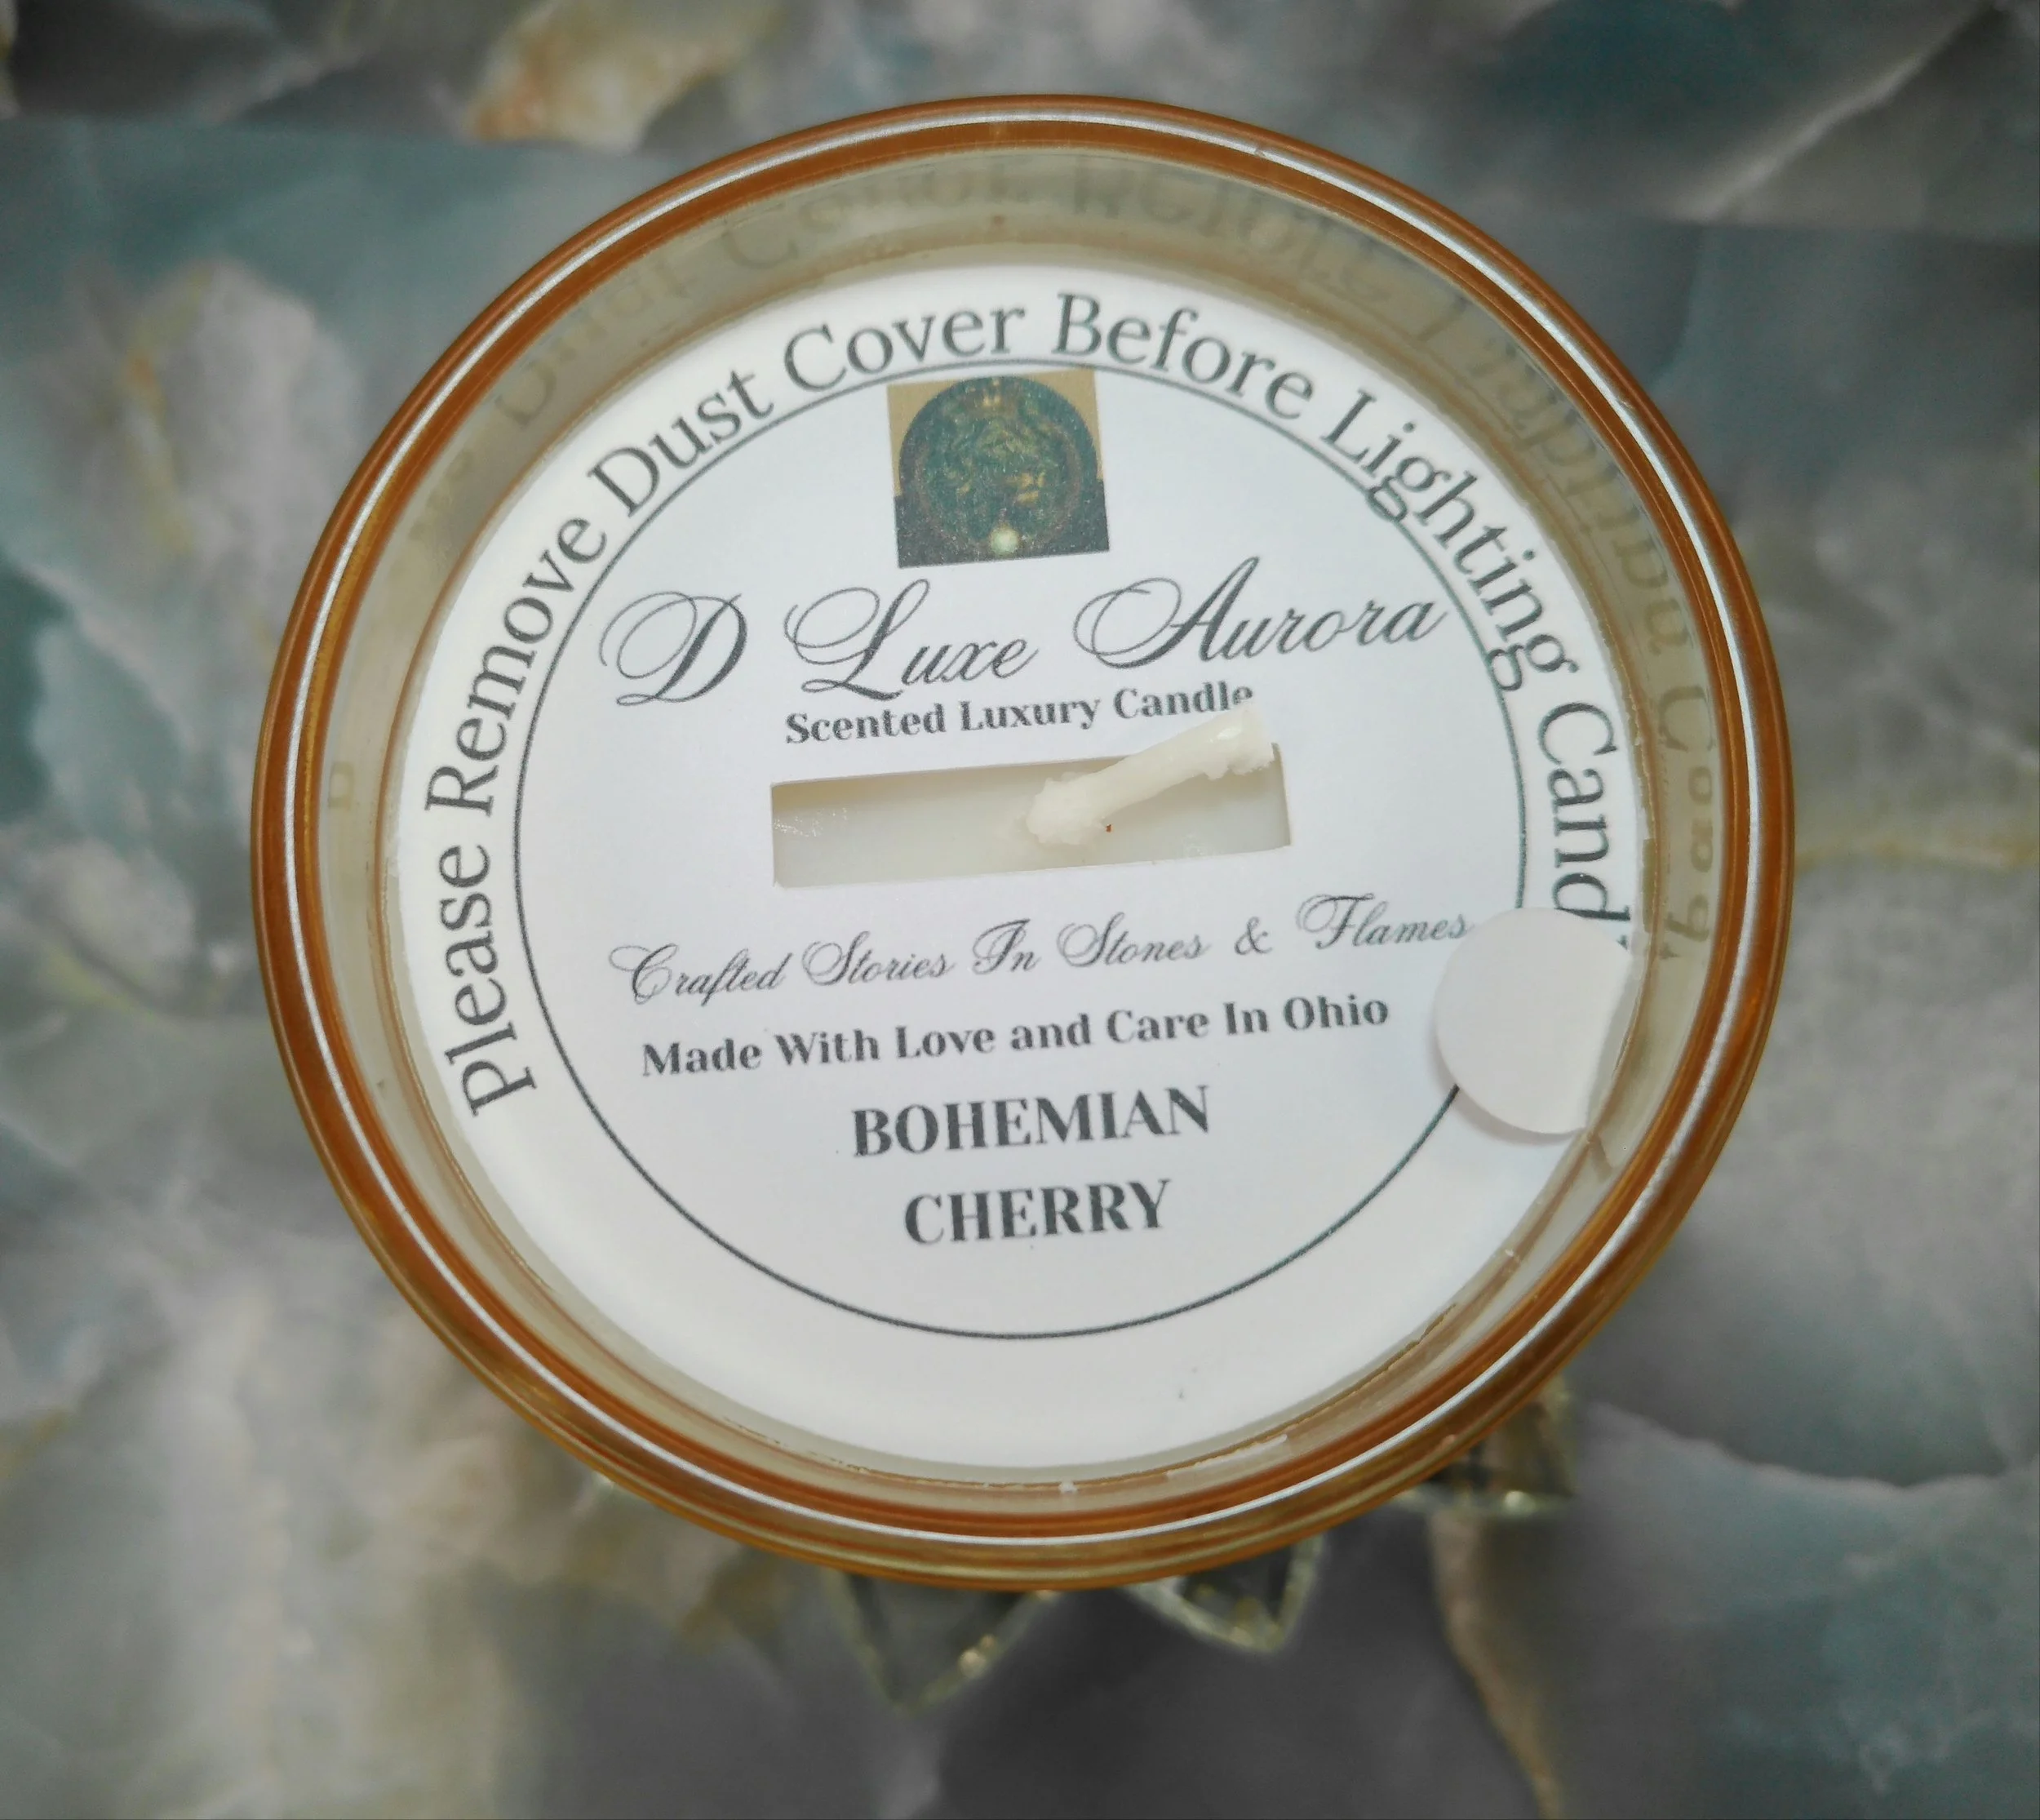 Please Remove Dust Cover Before Lighting Cand
D Luxe Aurora
Scented Luxury Candle
Crafted Stories In Stones & Flames
Made With Love and Care In Ohio
BOHEMIAN
CHERRY